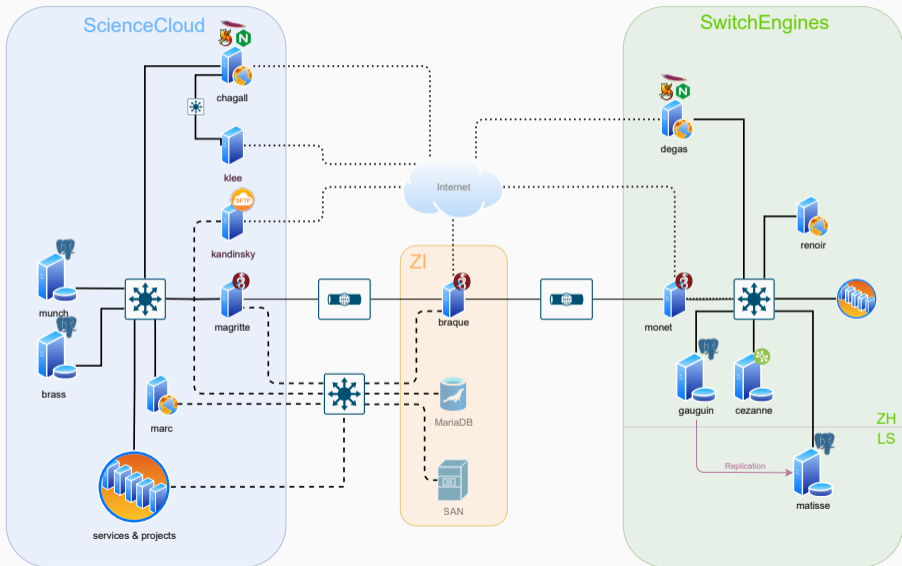 ScienceCloud
SwitchEngines
chagall
degas
klee
Internet
SFTP
kandinsky
renoir
ZI
munch
magritte
braque
monet
brass
marc
MariaDB
gauguin
cezanne
ZH
LS
Replication
SAN
matisse
services & projects